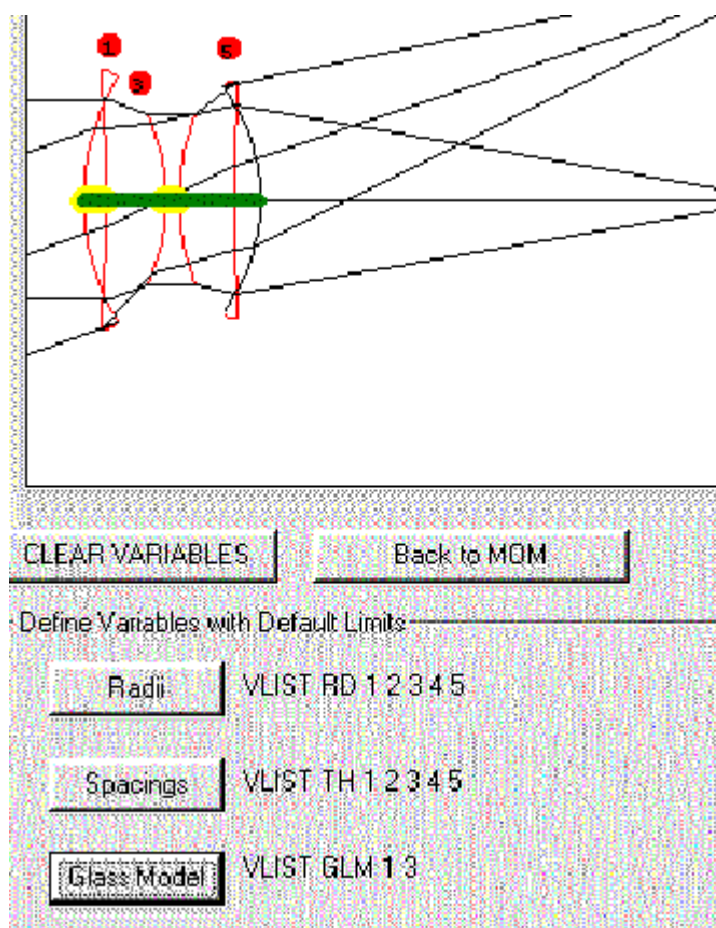 1
5
3
CLEAR VARIABLES
Back to MOM
Define Variables with Default Limits
Radii
VLIST RD 1 2 3 4 5
Spacings
VLIST TH 1 2 3 4 5
Glass Model
VLIST GLM 1 3